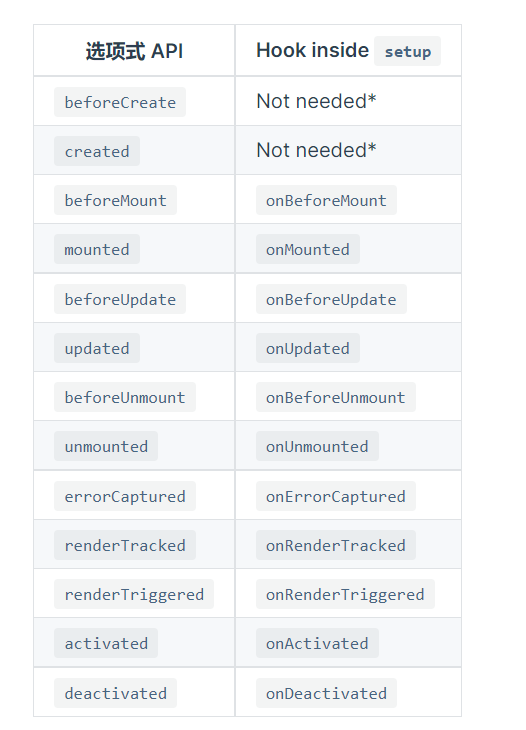 选项式 API Hook inside setup
beforeCreate Not needed*
created Not needed*
beforeMount onBeforeMount
mounted onMounted
beforeUpdate onBeforeUpdate
updated onUpdated
beforeUnmount onBeforeUnmount
unmounted onUnmounted
errorCaptured onErrorCaptured
renderTracked onRenderTracked
renderTriggered onRenderTriggered
activated onActivated
deactivated onDeactivated